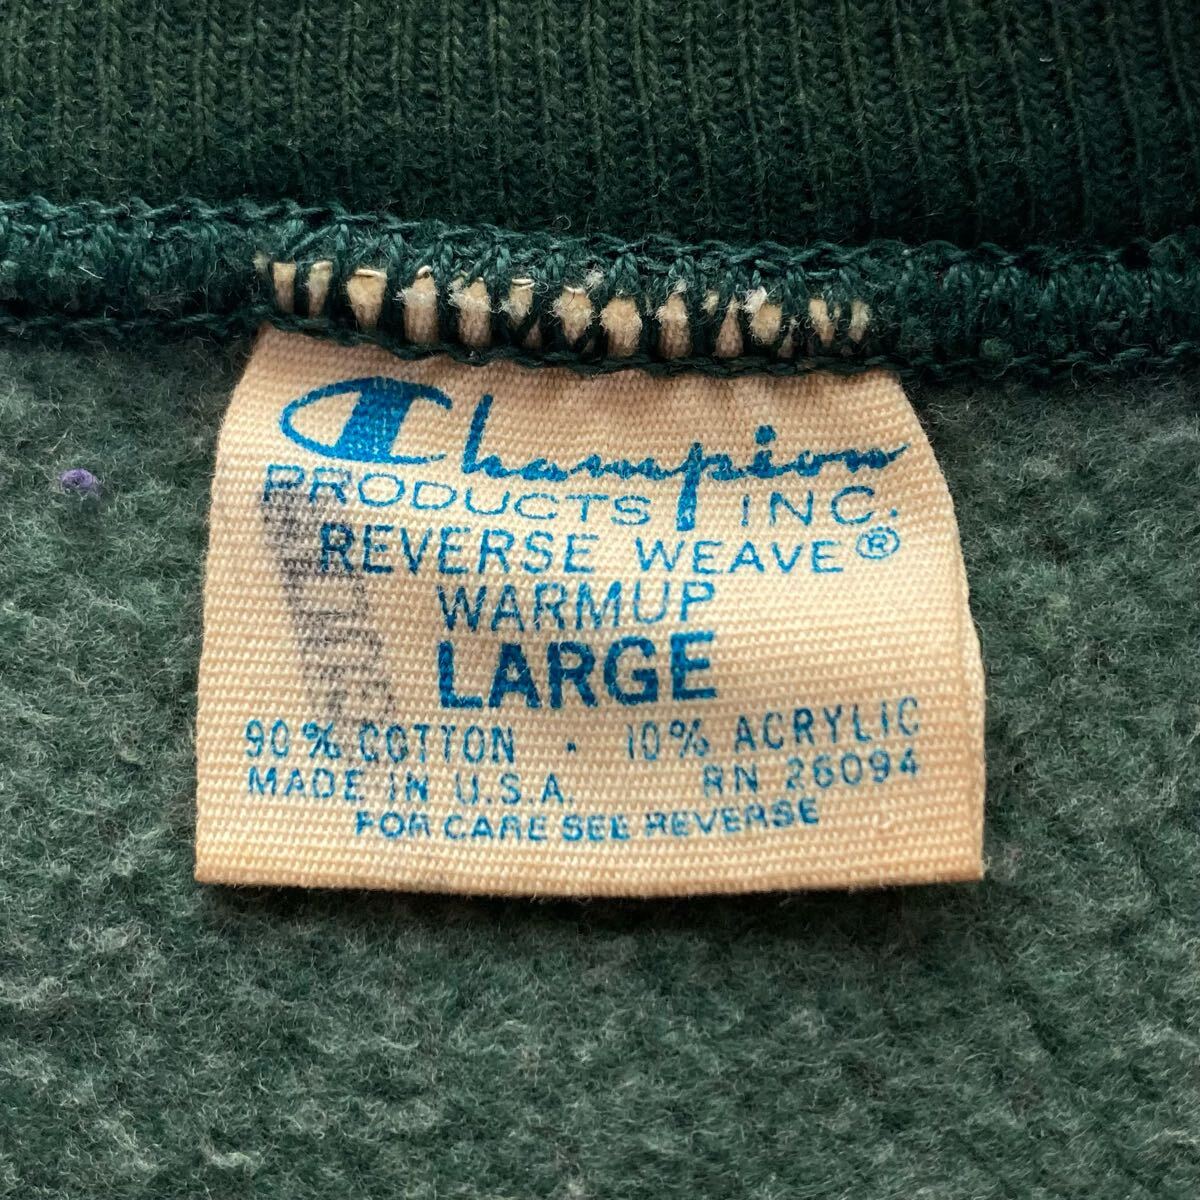 Champion
PRODUCTS INC.
REVERSE WEAVE®
WARMUP
LARGE
90% COTTON · 10% ACRYLIC
MADE IN U.S.A. RN 26094
FOR CARE SEE REVERSE